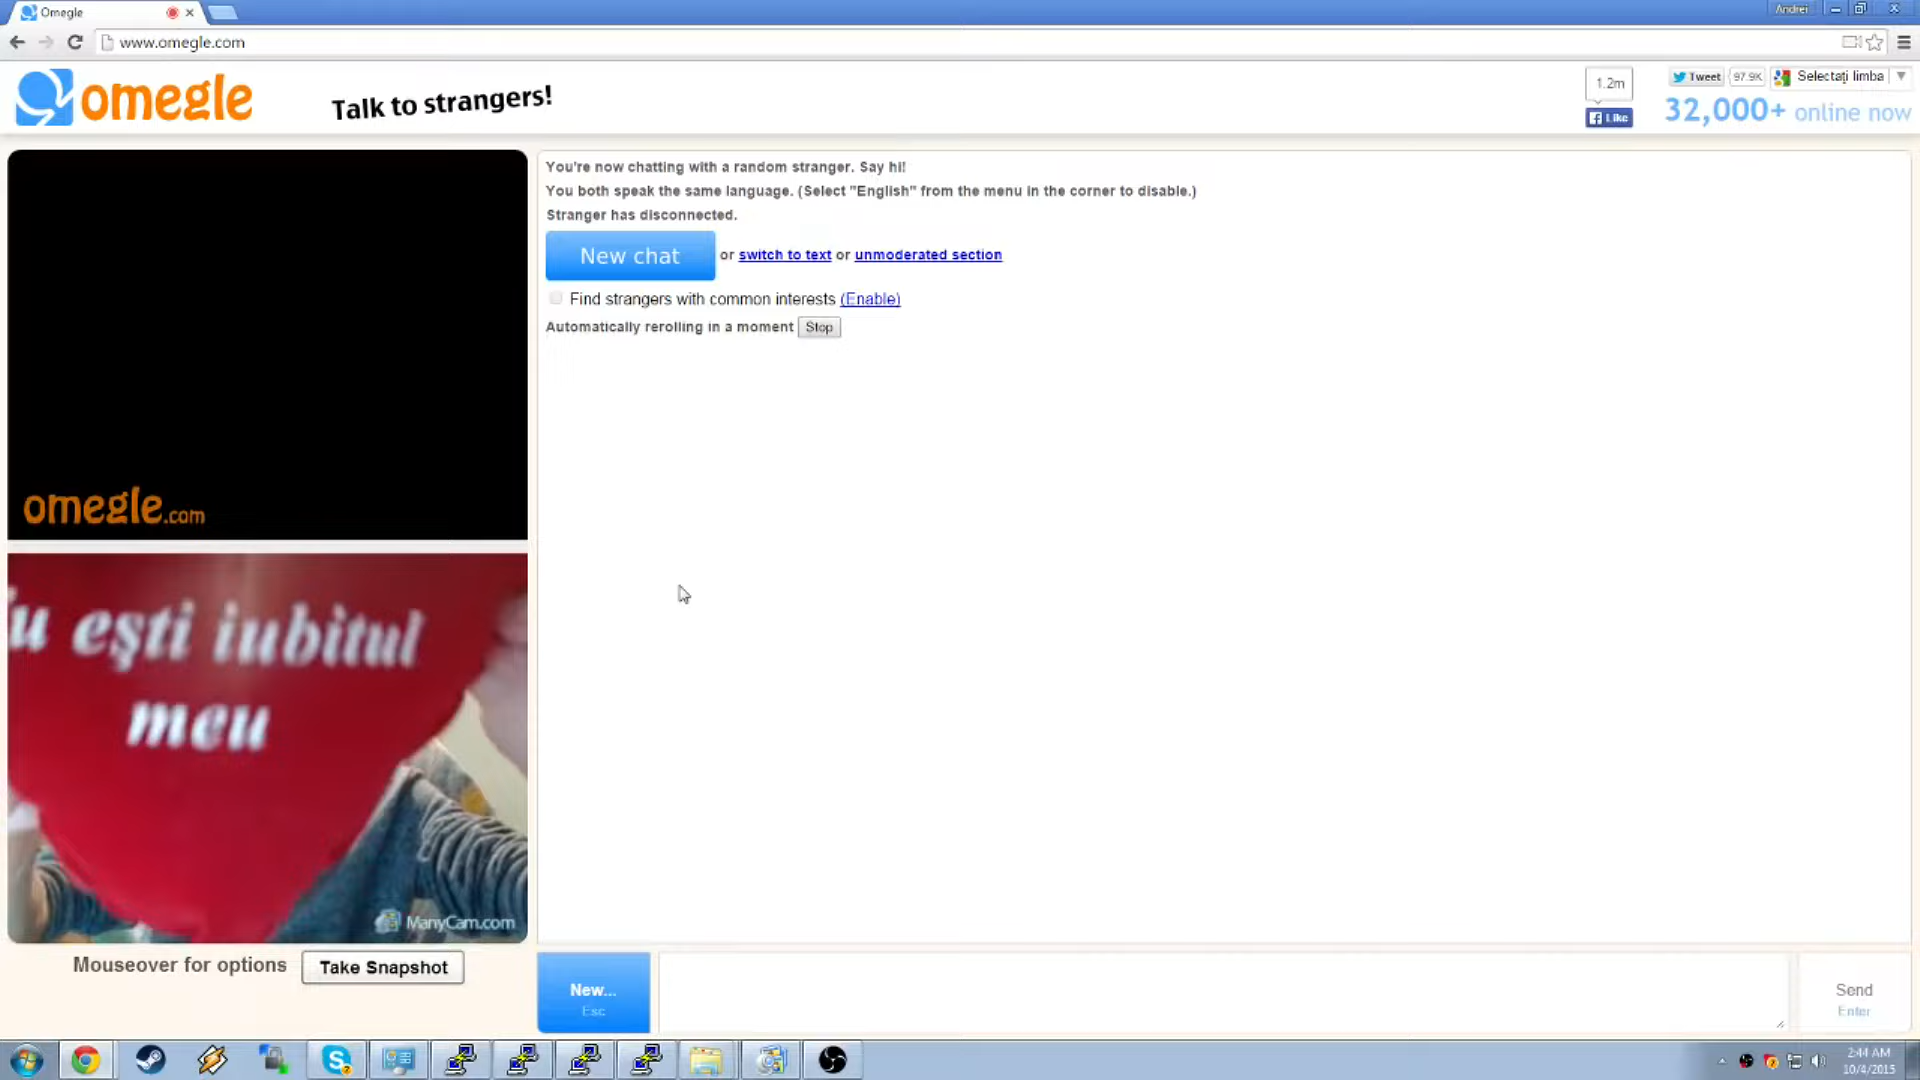 Omegle
Andrei
www.omegle.com
omegle
Talk to strangers!
1.2m
Like
Tweet
97.9K
Selectați limba
32,000+ online now
You're now chatting with a random stranger. Say hi!
You both speak the same language. (Select "English" from the menu in the corner to disable.)
Stranger has disconnected.
New chat or switch to text or unmoderated section
Find strangers with common interests (Enable)
Automatically rerolling in a moment Stop
omegle.com
u ești iubitul
meu
ManyCam.com
Mouseover for options
Take Snapshot
New...
Esc
Send
Enter
2:44 AM
10/4/2015